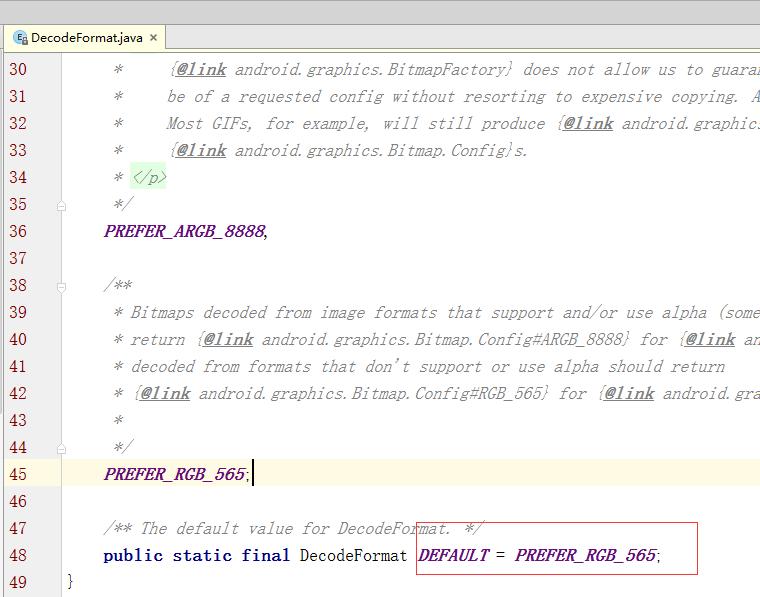 DecodeFormat.java ×
30 * {@link android.graphics.BitmapFactory} does not allow us to guaran
31 * be of a requested config without resorting to expensive copying. A
32 * Most GIFs, for example, will still produce {@link android.graphics
33 * {@link android.graphics.Bitmap.Config}s.
34 * </p>
35 */
36 PREFER_ARGB_8888,
37
38 /**
39 * Bitmaps decoded from image formats that support and/or use alpha (some
40 * return {@link android.graphics.Bitmap.Config#ARGB_8888} for {@link an
41 * decoded from formats that don't support or use alpha should return
42 * {@link android.graphics.Bitmap.Config#RGB_565} for {@link android.gra
43 *
44 */
45 PREFER_RGB_565;
46
47 /** The default value for DecodeFormat. */
48 public static final DecodeFormat DEFAULT = PREFER_RGB_565;
49 }